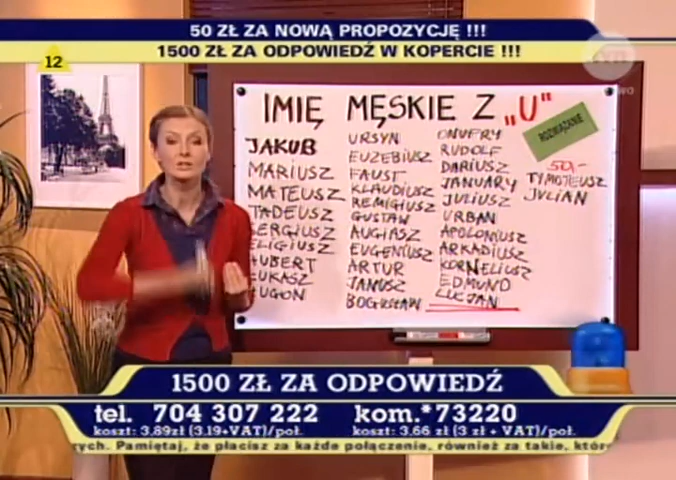 50 ZŁ ZA NOWĄ PROPOZYCJĘ !!!
1500 ZŁ ZA ODPOWIEDŹ W KOPERCIE !!!
12
tvn
IMIĘ MĘSKIE Z „U"
ROZWIĄZANIE
JAKUB
MARIUSZ
MATEUSZ
TADEUSZ
SERGIUSZ
ELIGIUSZ
HUBERT
ŁUKASZ
HUGON
URSYN
EUZEBIUSZ
FAUST
KLAUDIUSZ
REMIGIUSZ
GUSTAW
AUGIASZ
EUGENIUSZ
ARTUR
JANUSZ
BOGUSŁAW
ONUFRY
RUDOLF
DARIUSZ
JANUARY
JULIUSZ
URBAN
APOLONIUSZ
ARKADIUSZ
KORNELIUSZ
EDMUND
LUCJAN
50,-
TYMOTEUSZ
JULIAN
1500 ZŁ ZA ODPOWIEDŹ
tel. 704 307 222 kom.*73220
koszt: 3.89zł (3.19+VAT)/poł. koszt: 3.66 zł (3 zł + VAT)/poł.
ych. Pamiętaj, że płacisz za każde połączenie, również za takie, któr